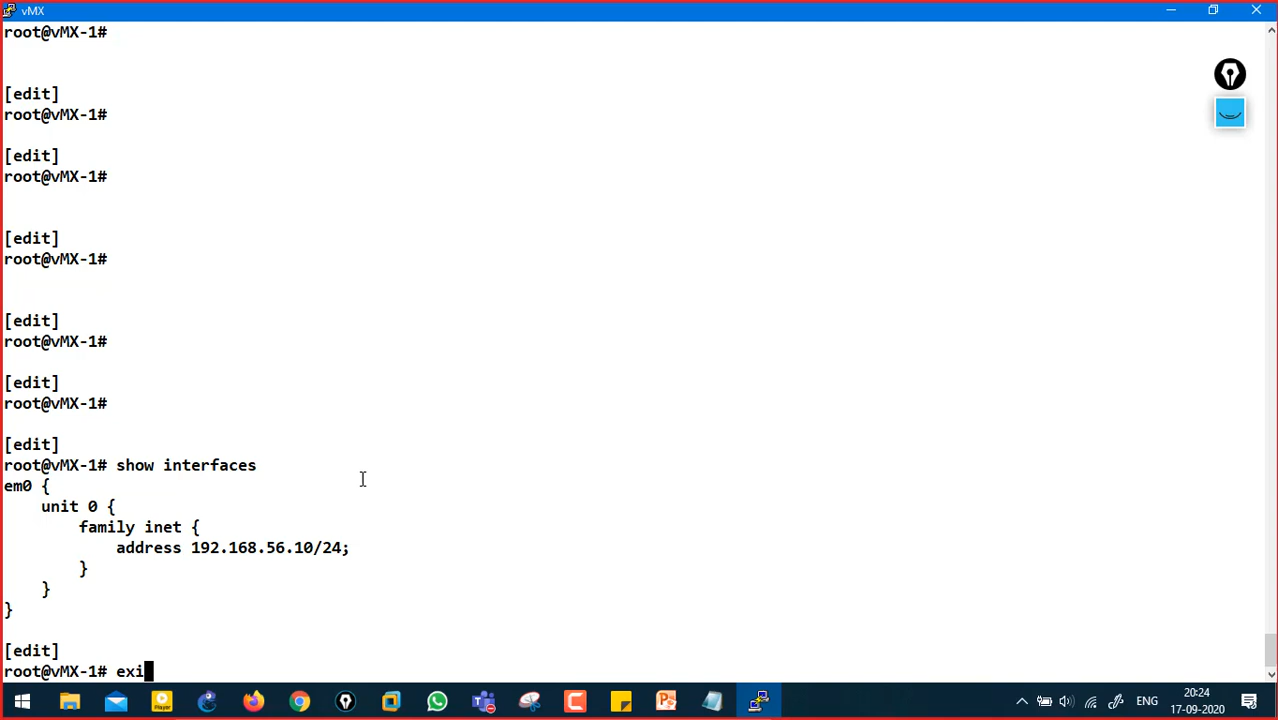 vMX
root@vMX-1#
[edit]
root@vMX-1#
[edit]
root@vMX-1#
[edit]
root@vMX-1#
[edit]
root@vMX-1#
[edit]
root@vMX-1#
[edit]
root@vMX-1# show interfaces
em0 {
    unit 0 {
        family inet {
            address 192.168.56.10/24;
        }
    }
}
[edit]
root@vMX-1# exi
Player
ENG
20:24
17-09-2020